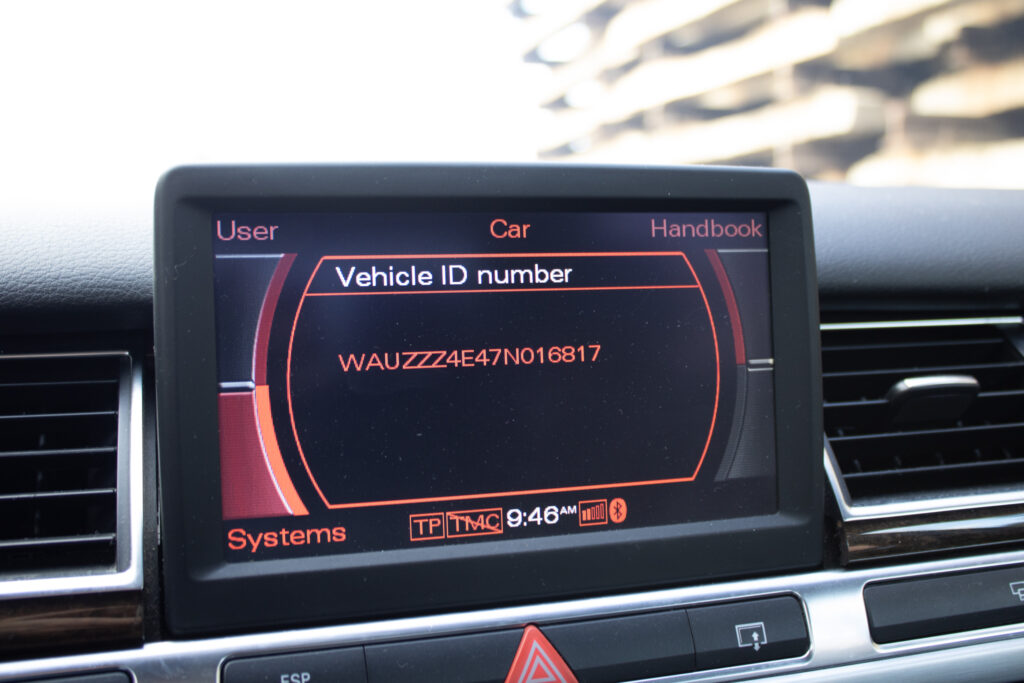 User Car Handbook
Vehicle ID number
WAUZZZ4E47N016817
Systems TP TMC 9:46AM
ESP